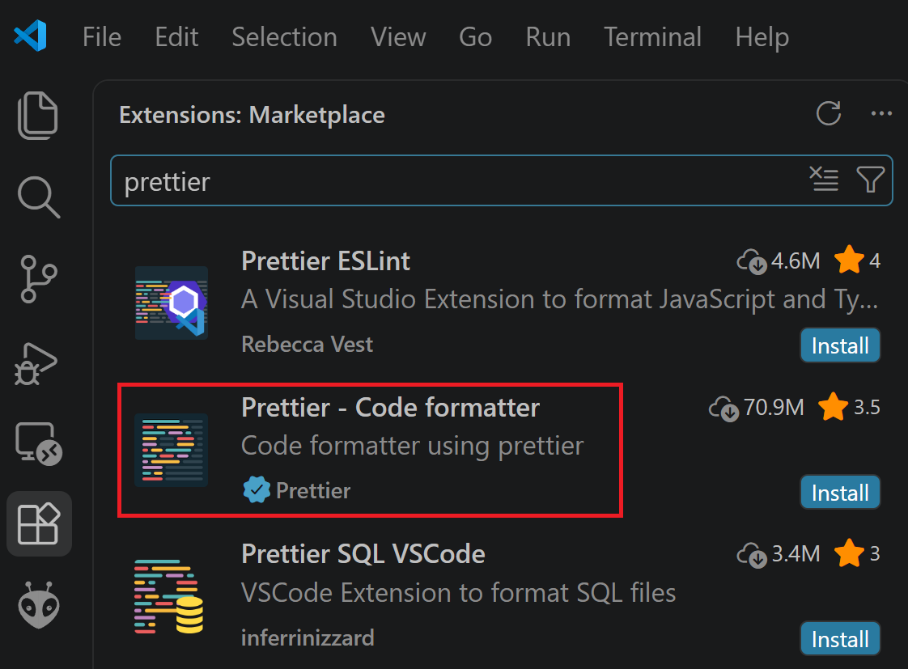 File Edit Selection View Go Run Terminal Help
Extensions: Marketplace
prettier
Prettier ESLint 4.6M 4
A Visual Studio Extension to format JavaScript and Ty...
Rebecca Vest Install
Prettier - Code formatter 70.9M 3.5
Code formatter using prettier
Prettier Install
Prettier SQL VSCode 3.4M 3
VSCode Extension to format SQL files
inferrinizzard Install